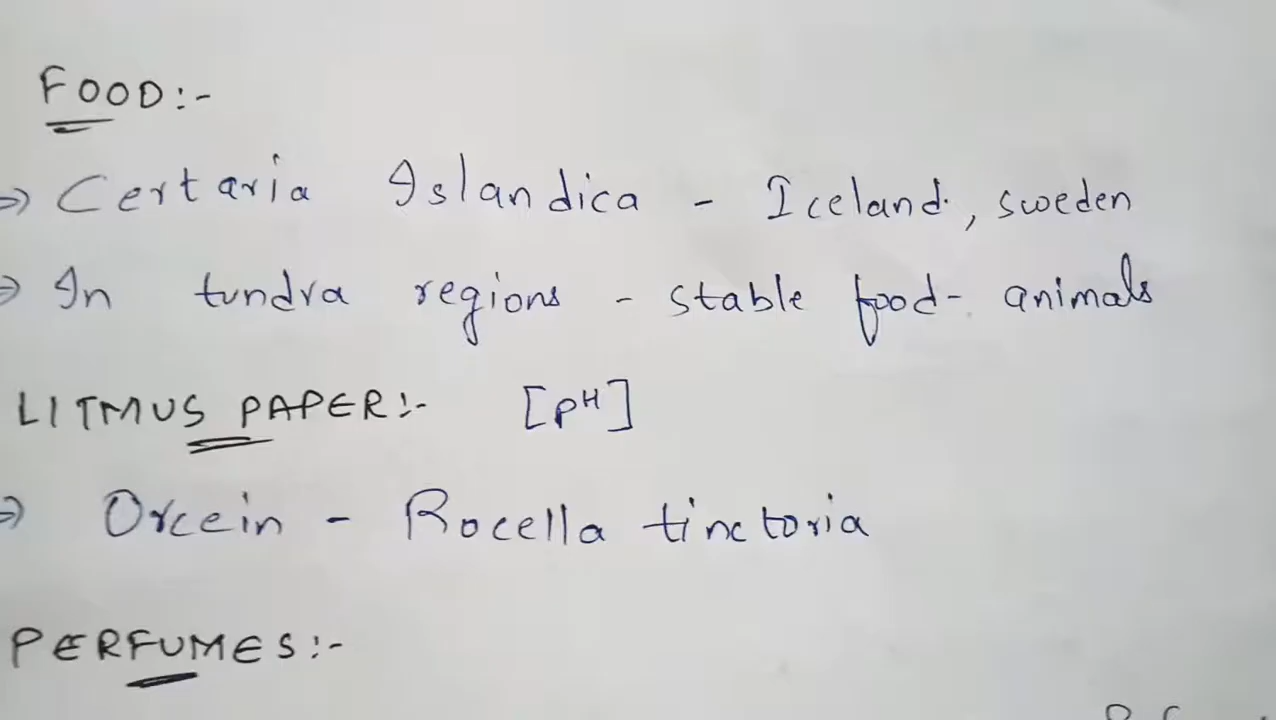 FOOD:-
⇒ Certaria Islandica - Iceland, sweden
⇒ In tundra regions - stable food- animals
LITMUS PAPER:- [pH]
⇒ Orcein - Rocella tinctoria
PERFUMES:-